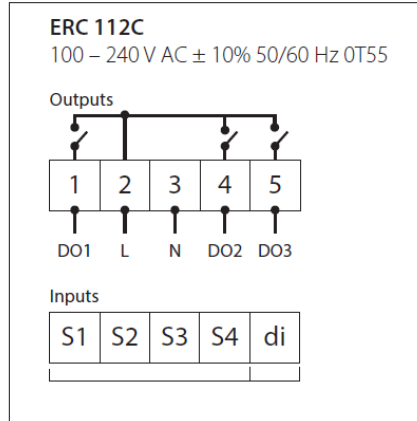 ERC 112C
100 – 240 V AC ± 10% 50/60 Hz 0T55
Outputs
1 2 3 4 5
DO1 L N DO2 DO3
Inputs
S1 S2 S3 S4 di